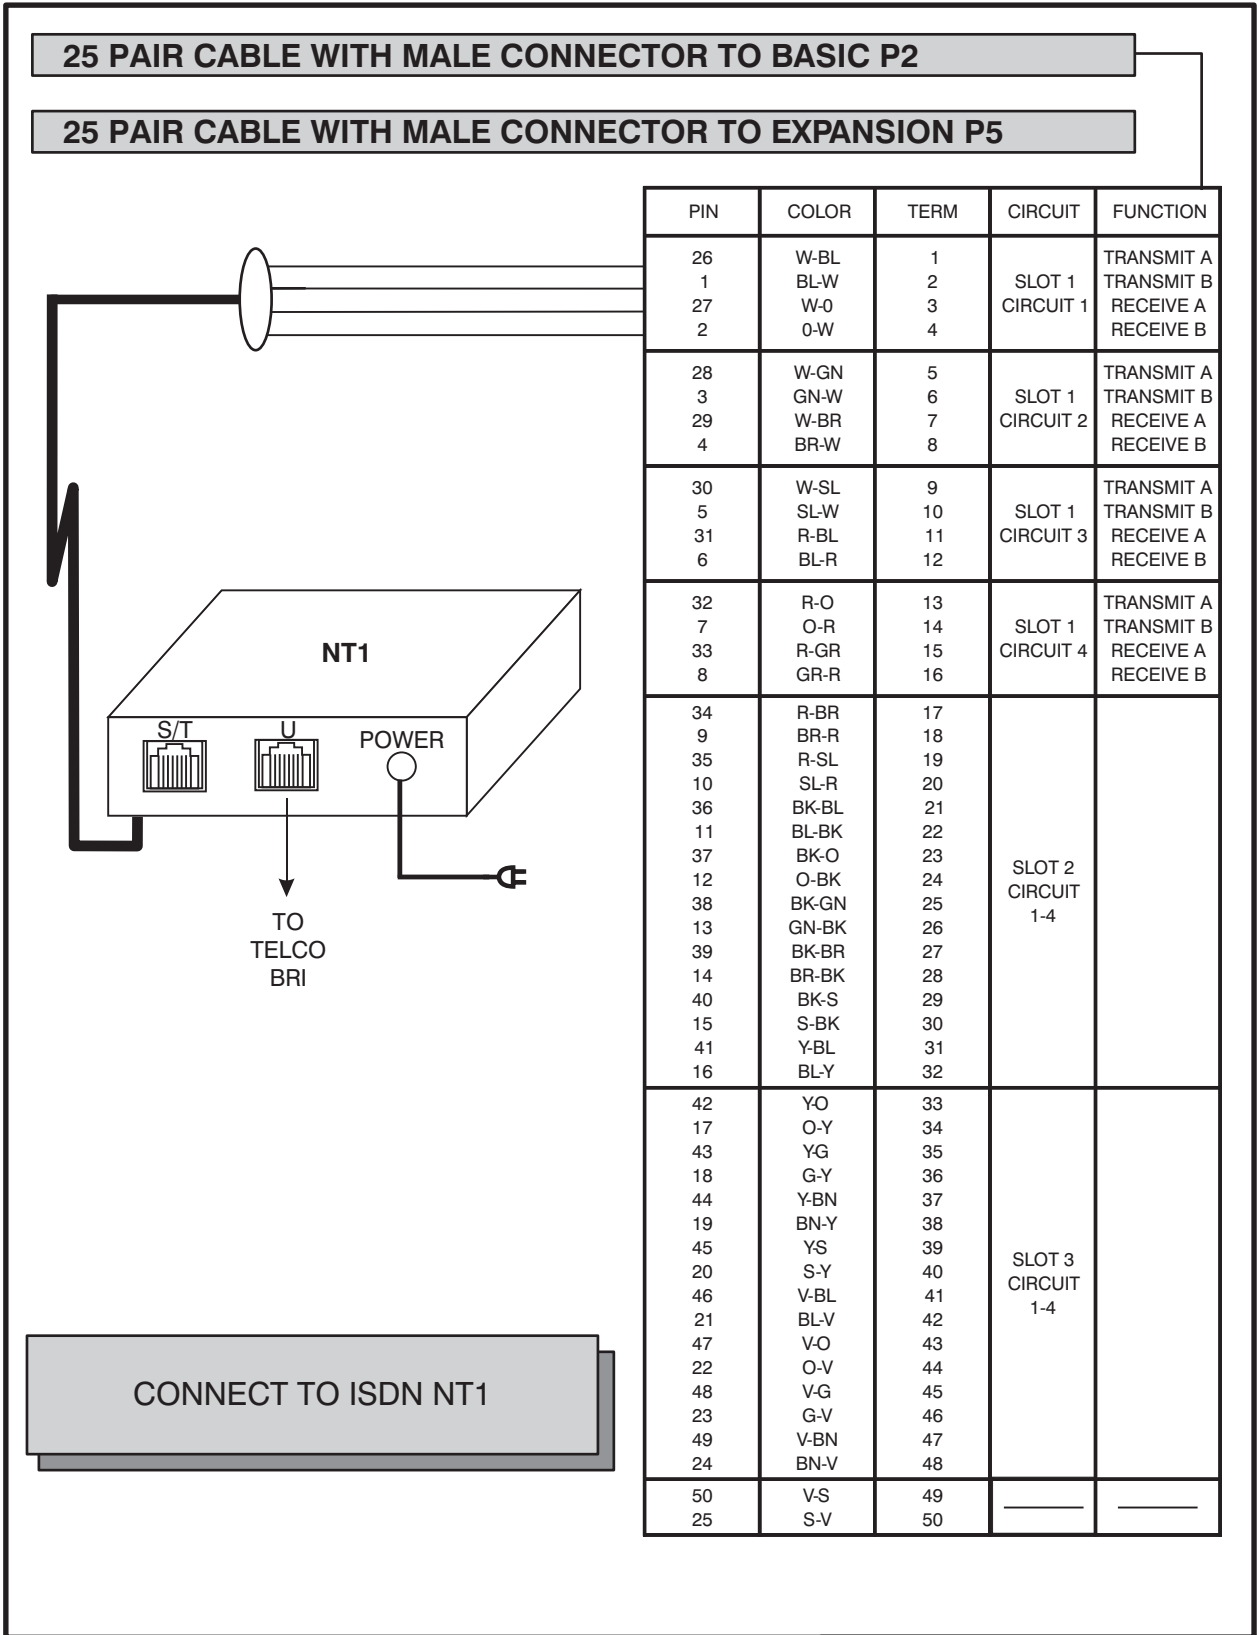 25 PAIR CABLE WITH MALE CONNECTOR TO BASIC P2
25 PAIR CABLE WITH MALE CONNECTOR TO EXPANSION P5
PIN COLOR TERM CIRCUIT FUNCTION
26 W-BL 1 TRANSMIT A
1 BL-W 2 SLOT 1 TRANSMIT B
27 W-0 3 CIRCUIT 1 RECEIVE A
2 0-W 4 RECEIVE B
28 W-GN 5 TRANSMIT A
3 GN-W 6 SLOT 1 TRANSMIT B
29 W-BR 7 CIRCUIT 2 RECEIVE A
4 BR-W 8 RECEIVE B
30 W-SL 9 TRANSMIT A
5 SL-W 10 SLOT 1 TRANSMIT B
31 R-BL 11 CIRCUIT 3 RECEIVE A
6 BL-R 12 RECEIVE B
32 R-O 13 TRANSMIT A
7 O-R 14 SLOT 1 TRANSMIT B
33 R-GR 15 CIRCUIT 4 RECEIVE A
8 GR-R 16 RECEIVE B
34 R-BR 17
9 BR-R 18
35 R-SL 19
10 SL-R 20
36 BK-BL 21
11 BL-BK 22
37 BK-O 23
12 O-BK 24
38 BK-GN 25
13 GN-BK 26
39 BK-BR 27
14 BR-BK 28
40 BK-S 29
15 S-BK 30
41 Y-BL 31
16 BL-Y 32
SLOT 2
CIRCUIT
1-4
42 Y-O 33
17 O-Y 34
43 Y-G 35
18 G-Y 36
44 Y-BN 37
19 BN-Y 38
45 Y-S 39
20 S-Y 40
46 V-BL 41
21 BL-V 42
47 V-O 43
22 O-V 44
48 V-G 45
23 G-V 46
49 V-BN 47
24 BN-V 48
SLOT 3
CIRCUIT
1-4
50 V-S 49
25 S-V 50
NT1
S/T U POWER
TO
TELCO
BRI
CONNECT TO ISDN NT1